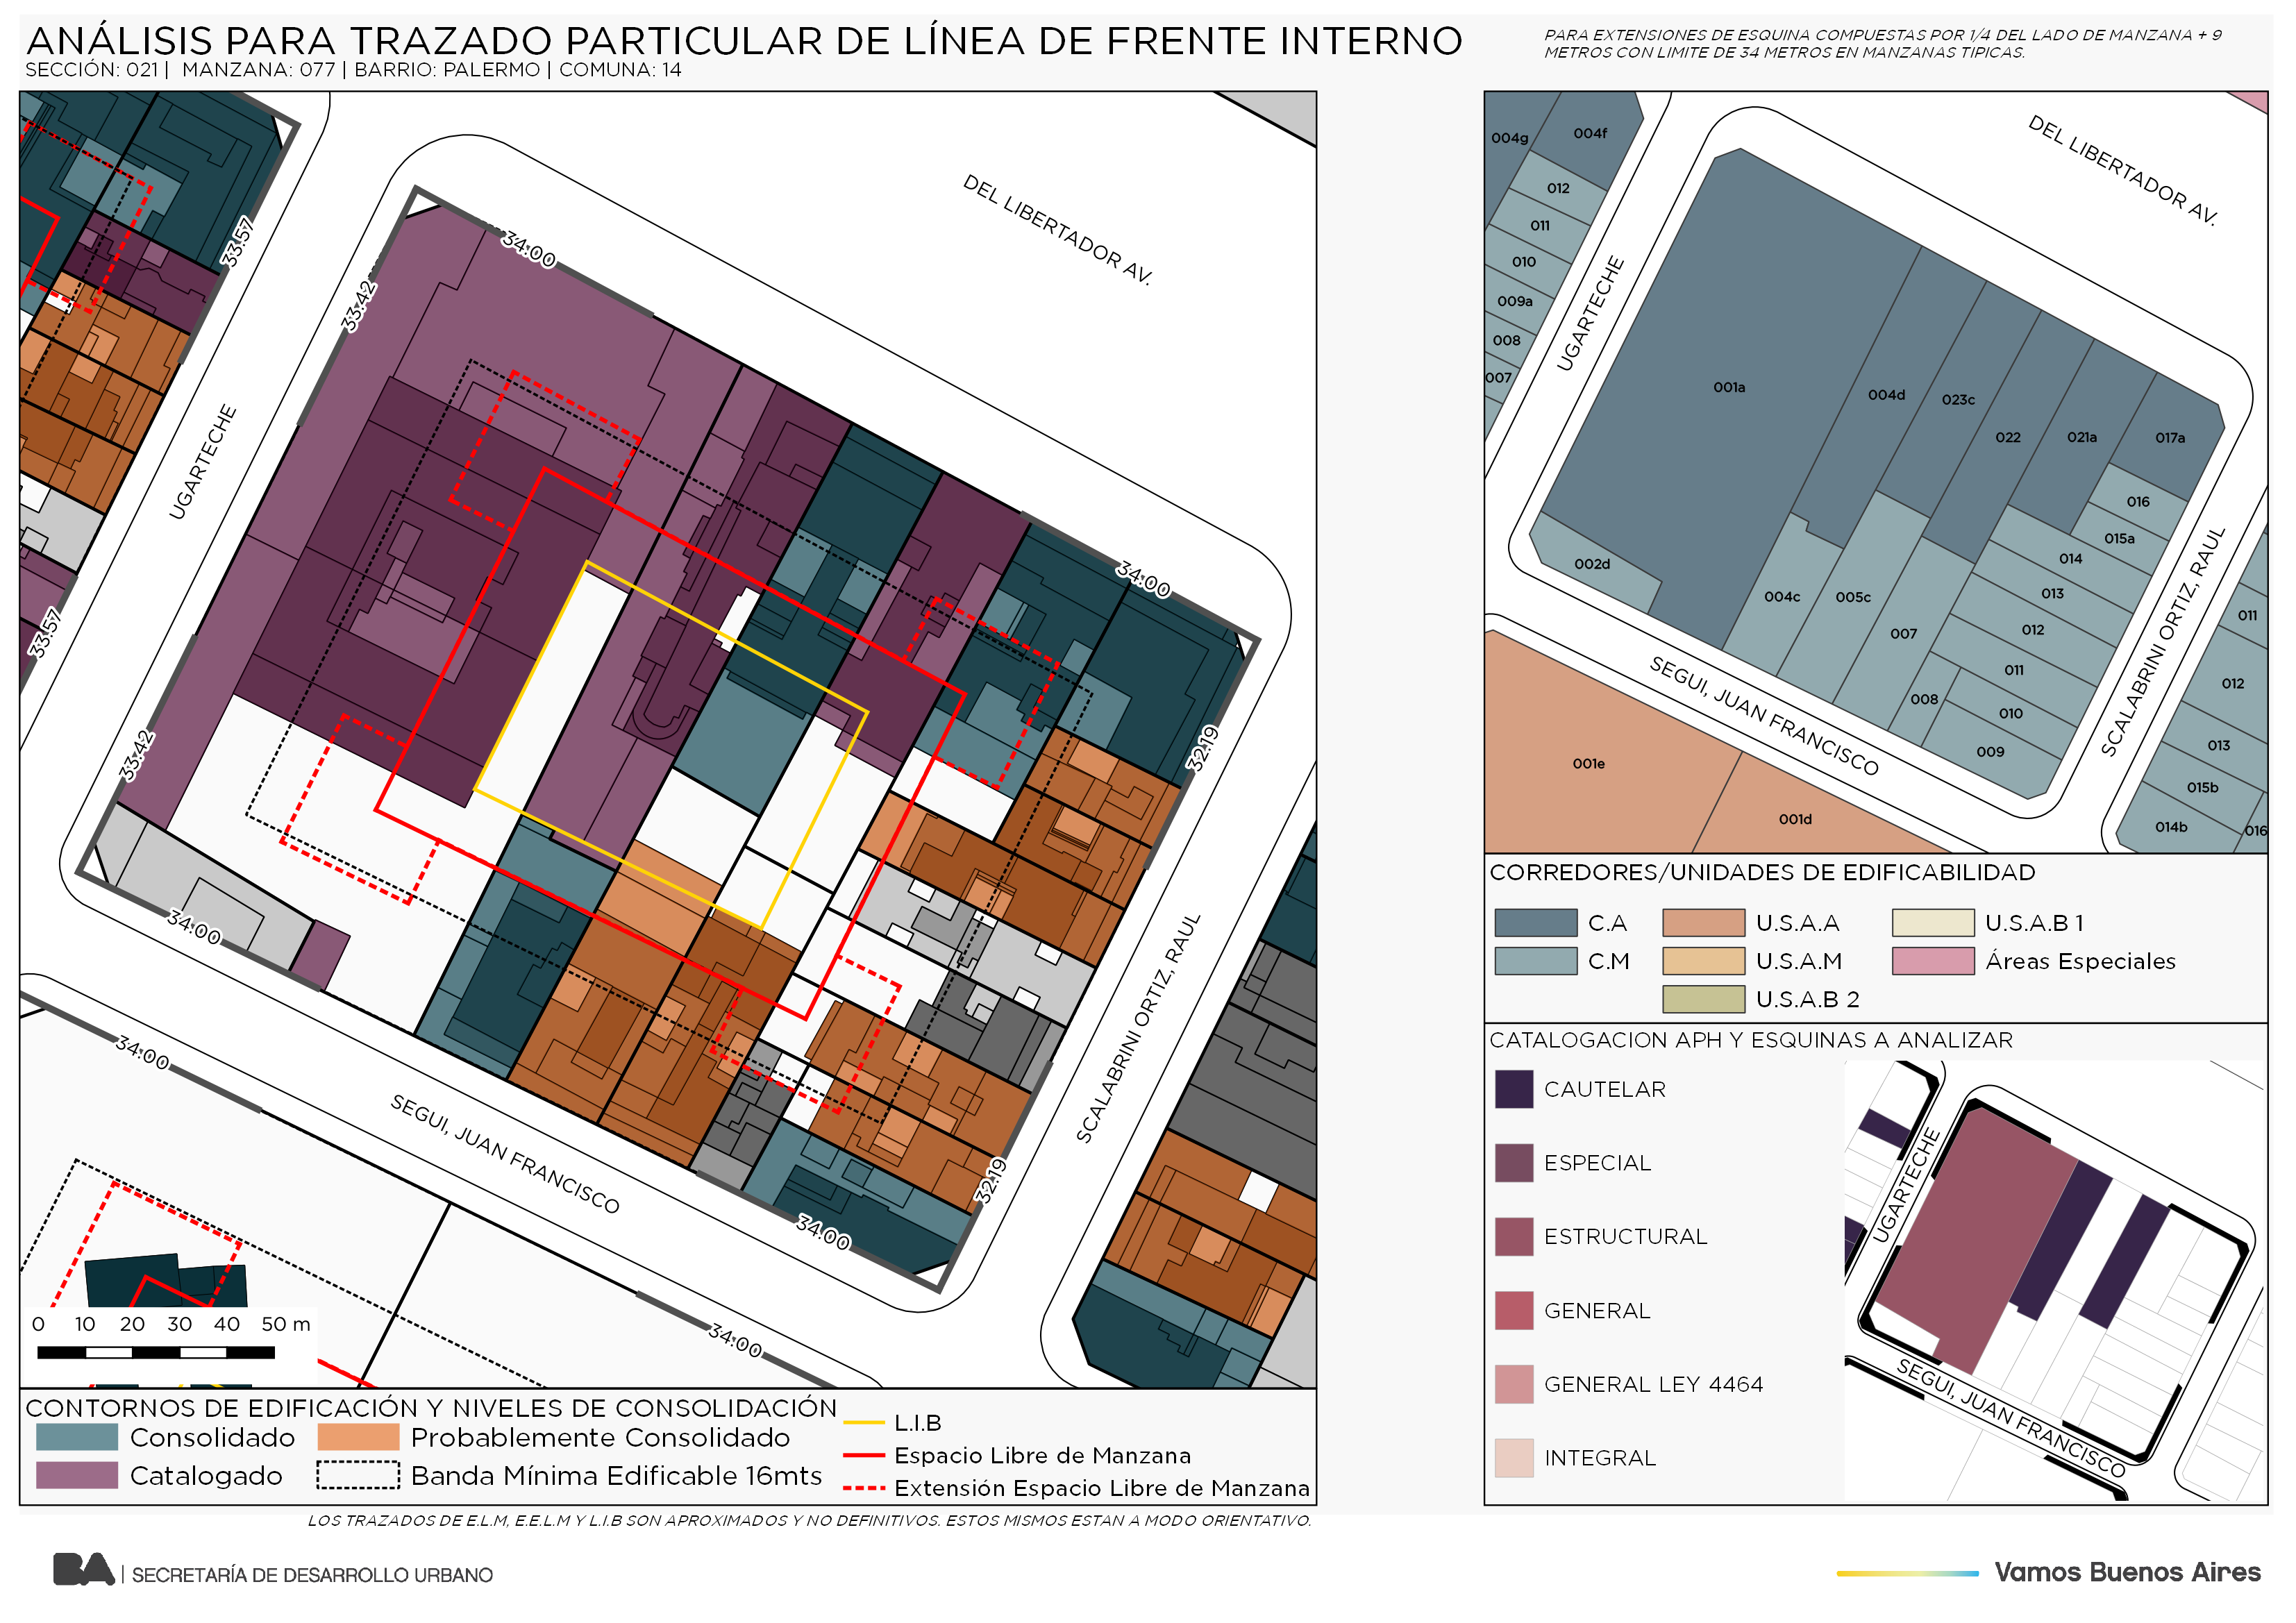 ANÁLISIS PARA TRAZADO PARTICULAR DE LÍNEA DE FRENTE INTERNO
SECCIÓN: 021 | MANZANA: 077 | BARRIO: PALERMO | COMUNA: 14
PARA EXTENSIONES DE ESQUINA COMPUESTAS POR 1/4 DEL LADO DE MANZANA + 9
METROS CON LIMITE DE 34 METROS EN MANZANAS TIPICAS.
DEL LIBERTADOR AV.
34.00
33.57
33.42
UGARTECHE
34.00
33.57
33.42
32.19
34.00
SCALABRINI ORTIZ, RAUL
34.00
SEGUI, JUAN FRANCISCO
32.19
34.00
34.00
0 10 20 30 40 50 m
CONTORNOS DE EDIFICACIÓN Y NIVELES DE CONSOLIDACIÓN
Consolidado
Probablemente Consolidado
Catalogado
Banda Mínima Edificable 16mts
L.I.B
Espacio Libre de Manzana
Extensión Espacio Libre de Manzana
LOS TRAZADOS DE E.L.M, E.E.L.M Y L.I.B SON APROXIMADOS Y NO DEFINITIVOS. ESTOS MISMOS ESTAN A MODO ORIENTATIVO.
DEL LIBERTADOR AV.
004g
004f
012
011
010
009a
008
007
UGARTECHE
001a
004d
023c
022
021a
017a
016
015a
014
013
012
011
010
009
008
007
005c
004c
002d
SEGUI, JUAN FRANCISCO
SCALABRINI ORTIZ, RAUL
001e
001d
011
012
013
015b
014b
016
CORREDORES/UNIDADES DE EDIFICABILIDAD
C.A
U.S.A.A
U.S.A.B 1
C.M
U.S.A.M
Áreas Especiales
U.S.A.B 2
CATALOGACION APH Y ESQUINAS A ANALIZAR
CAUTELAR
ESPECIAL
ESTRUCTURAL
GENERAL
GENERAL LEY 4464
INTEGRAL
UGARTECHE
SEGUI, JUAN FRANCISCO
BA | SECRETARÍA DE DESARROLLO URBANO
Vamos Buenos Aires